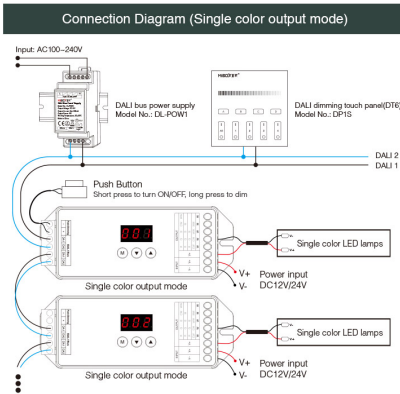 Connection Diagram (Single color output mode)
Input: AC100~240V
DALI bus power supply
Model No.: DL-POW1
DALI dimming touch panel(DT6)
Model No.: DP1S
DALI 2
DALI 1
Push Button
Short press to turn ON/OFF, long press to dim
001
M
Single color output mode
V-
V+
Single color LED lamps
V+
V-
Power input
DC12V/24V
002
M
Single color output mode
V-
V+
Single color LED lamps
V+
V-
Power input
DC12V/24V